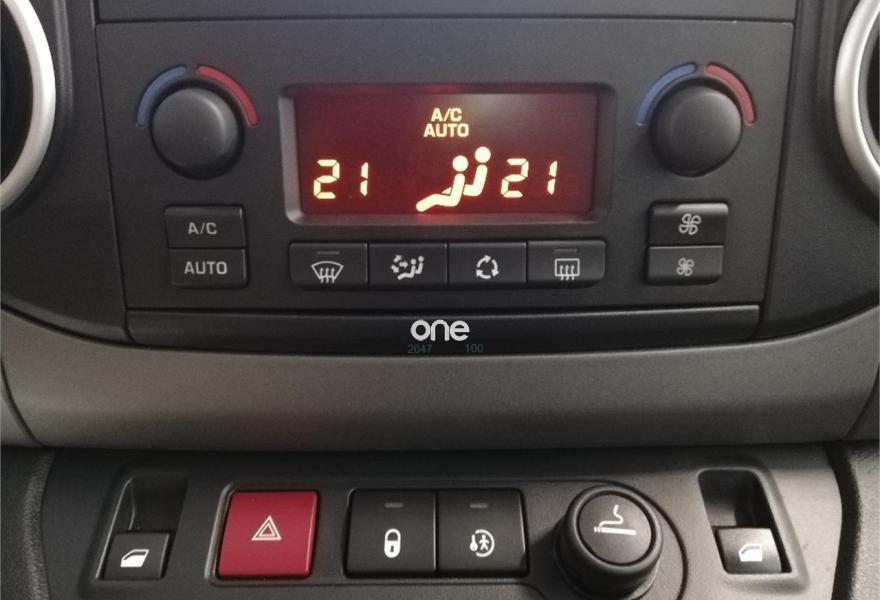 A/C
AUTO
21 21
A/C
AUTO
one
2647 100